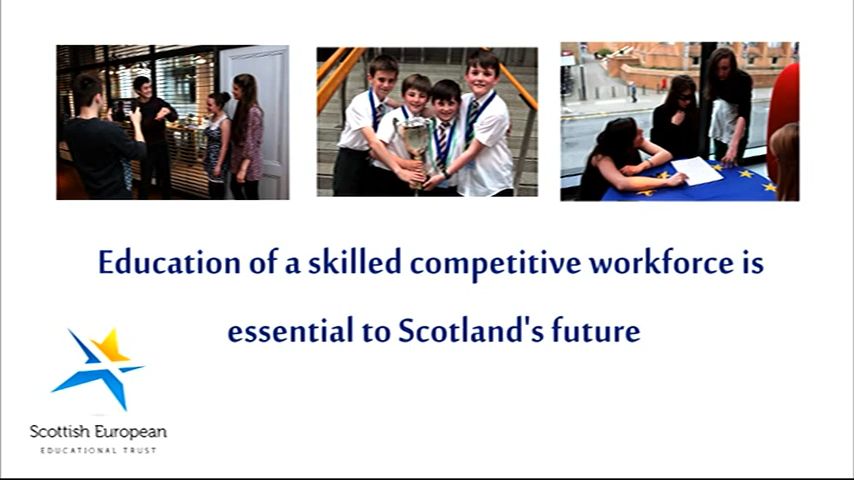 Education of a skilled competitive workforce is
essential to Scotland's future
Scottish European
EDUCATIONAL TRUST